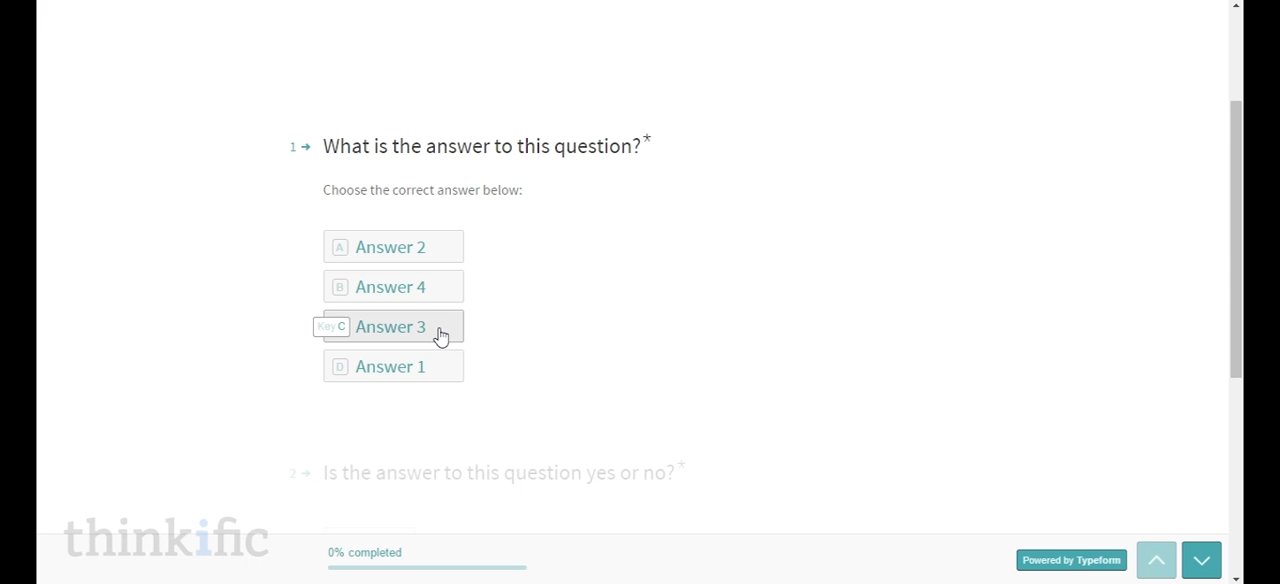 1 → What is the answer to this question?*
Choose the correct answer below:
A Answer 2
B Answer 4
Key C Answer 3
D Answer 1
2 → Is the answer to this question yes or no?*
thinkific
0% completed
Powered by Typeform